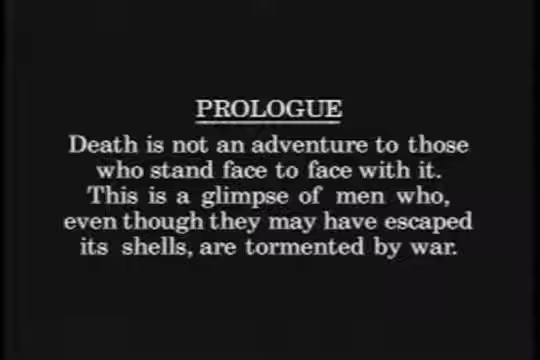 PROLOGUE
Death is not an adventure to those
who stand face to face with it.
This is a glimpse of men who,
even though they may have escaped
its shells, are tormented by war.